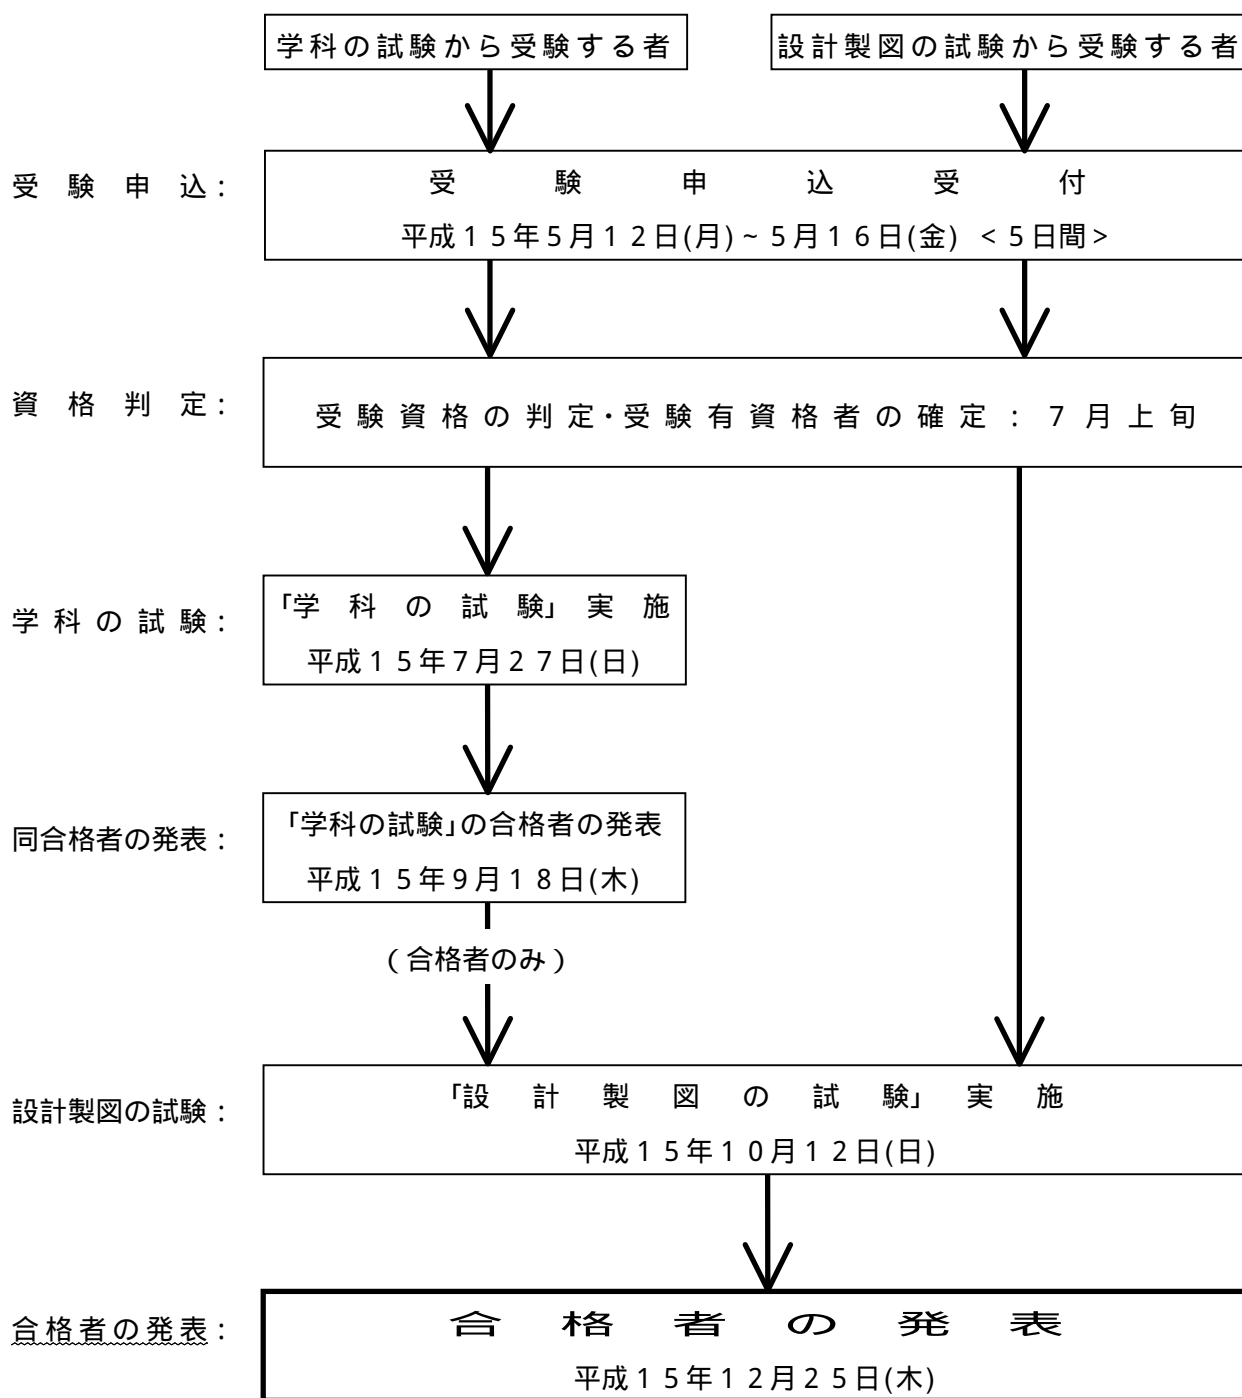 学科の試験から受験する者
設計製図の試験から受験する者
受験申込：
受験申込受付
平成１５年５月１２日(月)~５月１６日(金) <５日間>
資格判定：
受験資格の判定･受験有資格者の確定：７月上旬
学科の試験：
｢学科の試験｣実施
平成１５年７月２７日(日)
同合格者の発表：
｢学科の試験｣の合格者の発表
平成１５年９月１８日(木)
（合格者のみ）
設計製図の試験：
｢設計製図の試験｣実施
平成１５年１０月１２日(日)
合格者の発表：
合格者の発表
平成１５年１２月２５日(木)